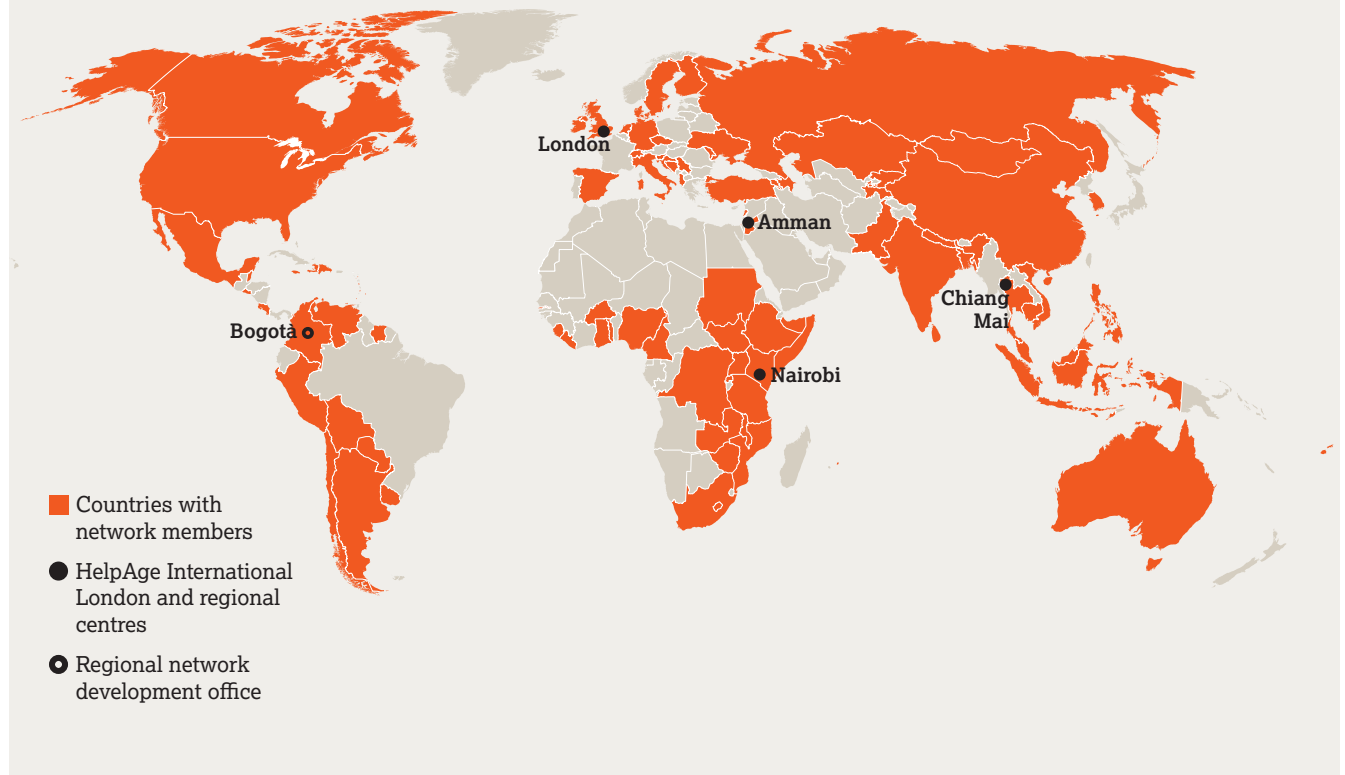 London
Amman
Chiang
Mai
Bogotà
Nairobi
Countries with
network members
HelpAge International
London and regional
centres
Regional network
development office